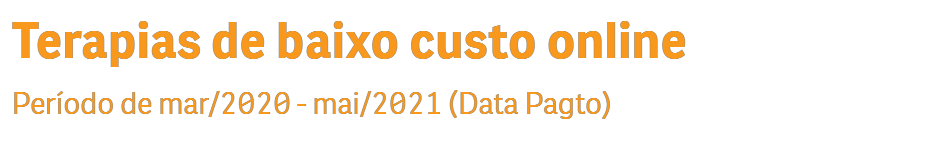 Terapias de baixo custo online
Período de mar/2020 - mai/2021 (Data Pagto)